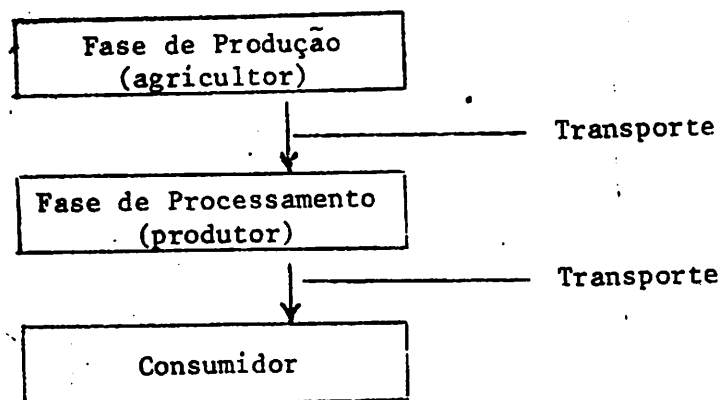 Fase de Produção
(agricultor)
Transporte
Fase de Processamento
(produtor)
Transporte
Consumidor